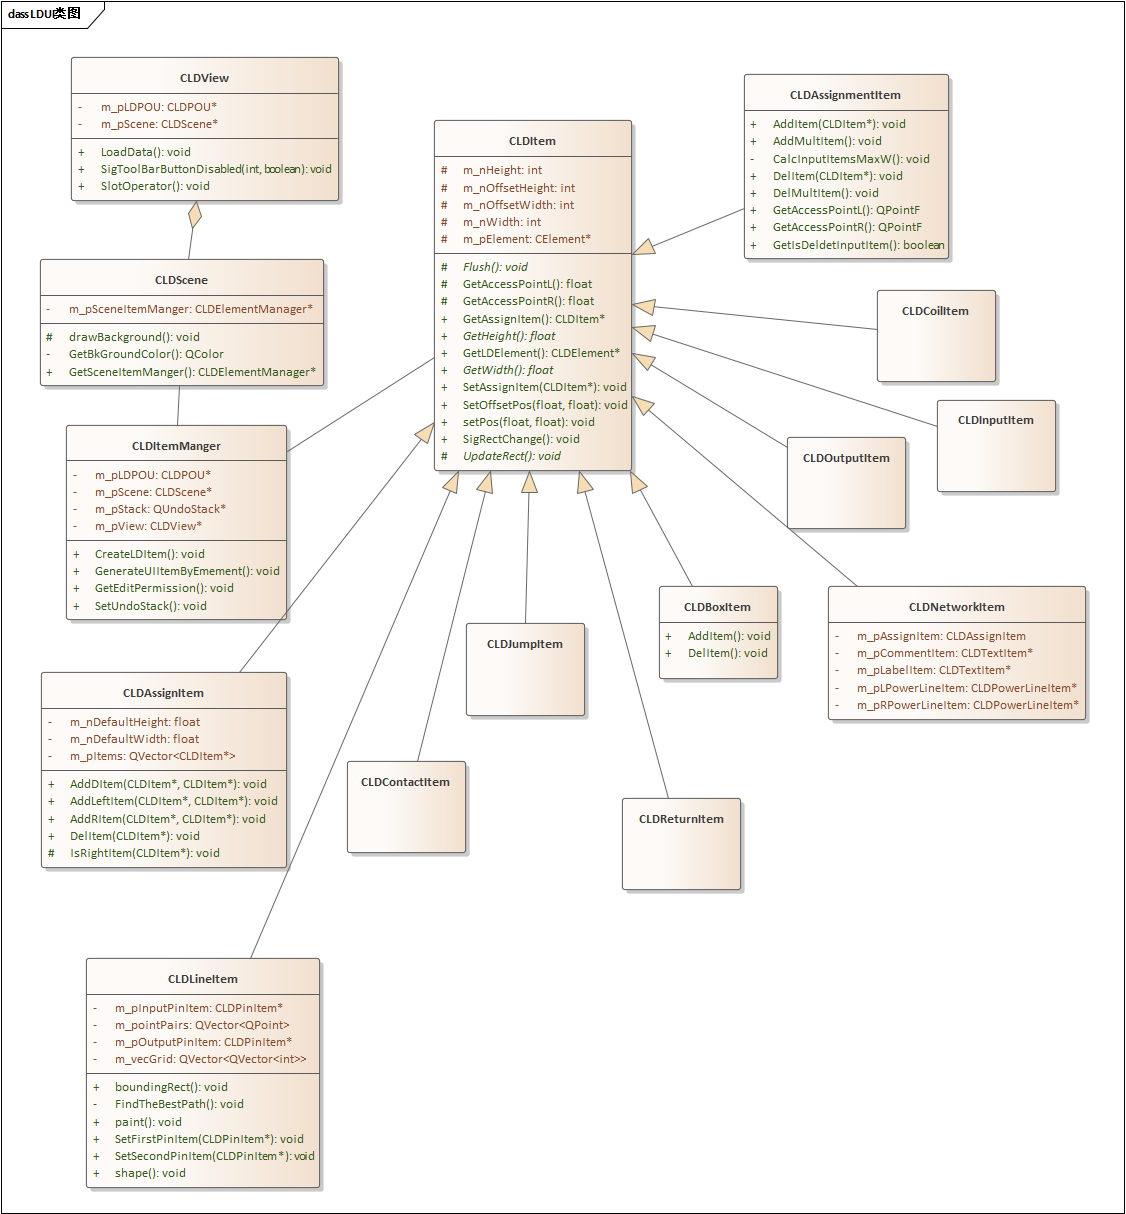 class LDUI类图
CLDView
- m_pLDPOU: CLDPOU*
- m_pScene: CLDScene*
+ LoadData(): void
+ SigToolBarButtonDisabled(int, boolean): void
+ SlotOperator(): void
CLDScene
- m_pSceneItemManger: CLDElementManager*
# drawBackground(): void
- GetBkGroundColor(): QColor
+ GetSceneItemManger(): CLDElementManager*
CLDItemManger
- m_pLDPOU: CLDPOU*
- m_pScene: CLDScene*
- m_pStack: QUndoStack*
- m_pView: CLDView*
+ CreateLDItem(): void
+ GenerateUIItemByEmement(): void
+ GetEditPermission(): void
+ SetUndoStack(): void
CLDItem
# m_nHeight: int
# m_nOffsetHeight: int
# m_nOffsetWidth: int
# m_nWidth: int
# m_pElement: CElement*
# Flush(): void
# GetAccessPointL(): float
# GetAccessPointR(): float
+ GetAssignItem(): CLDItem*
+ GetHeight(): float
+ GetLDElement(): CLDElement*
+ GetWidth(): float
+ SetAssignItem(CLDItem*): void
+ SetOffsetPos(float, float): void
+ setPos(float, float): void
+ SigRectChange(): void
# UpdateRect(): void
CLDAssignmentItem
+ AddItem(CLDItem*): void
+ AddMultItem(): void
- CalcInputItemsMaxW(): void
+ DelItem(CLDItem*): void
+ DelMultItem(): void
+ GetAccessPointL(): QPointF
+ GetAccessPointR(): QPointF
+ GetIsDeldetInputItem(): boolean
CLDCoilItem
CLDInputItem
CLDOutputItem
CLDBoxItem
+ AddItem(): void
+ DelItem(): void
CLDNetworkItem
- m_pAssignItem: CLDAssignItem
- m_pCommentItem: CLDTextItem*
- m_pLabelItem: CLDTextItem*
- m_pLPowerLineItem: CLDPowerLineItem*
- m_pRPowerLineItem: CLDPowerLineItem*
CLDJumpItem
CLDAssignItem
- m_nDefaultHeight: float
- m_nDefaultWidth: float
- m_pItems: QVector<CLDItem*>
+ AddDItem(CLDItem*, CLDItem*): void
+ AddLeftItem(CLDItem*, CLDItem*): void
+ AddRItem(CLDItem*, CLDItem*): void
+ DelItem(CLDItem*): void
# IsRightItem(CLDItem*): void
CLDContactItem
CLDReturnItem
CLDLineItem
- m_pInputPinItem: CLDPinItem*
- m_pointPairs: QVector<QPoint>
- m_pOutputPinItem: CLDPinItem*
- m_vecGrid: QVector<QVector<int>>
+ boundingRect(): void
- FindTheBestPath(): void
+ paint(): void
+ SetFirstPinItem(CLDPinItem*): void
+ SetSecondPinItem(CLDPinItem*): void
+ shape(): void